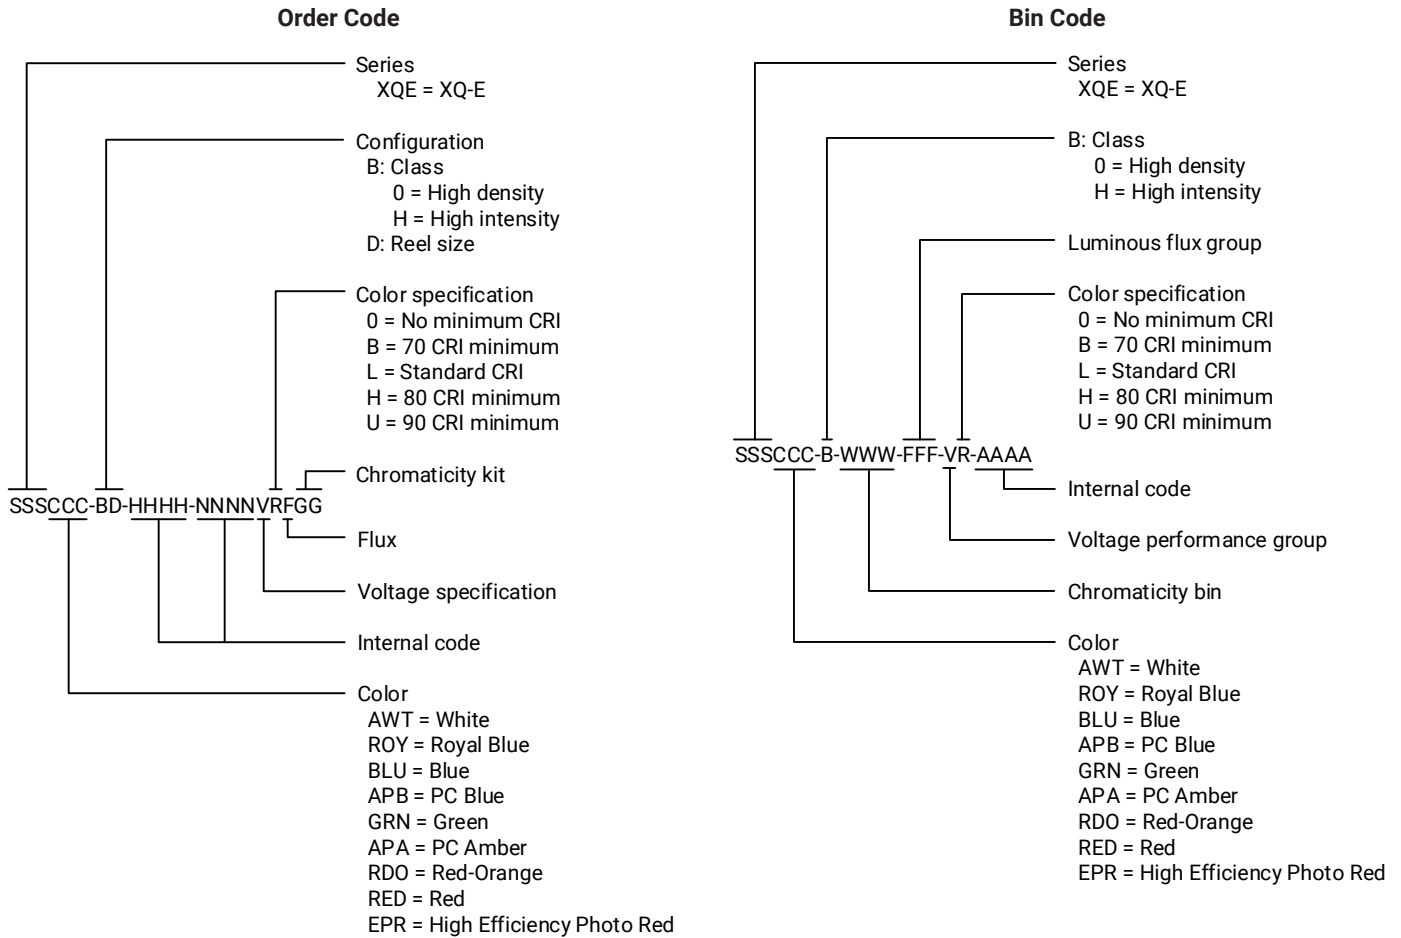 Order Code
Series
XQE = XQ-E
Configuration
B: Class
0 = High density
H = High intensity
D: Reel size
Color specification
0 = No minimum CRI
B = 70 CRI minimum
L = Standard CRI
H = 80 CRI minimum
U = 90 CRI minimum
Chromaticity kit
SSSCCC-BD-HHHH-NNNNVRFGG
Flux
Voltage specification
Internal code
Color
AWT = White
ROY = Royal Blue
BLU = Blue
APB = PC Blue
GRN = Green
APA = PC Amber
RDO = Red-Orange
RED = Red
EPR = High Efficiency Photo Red
Bin Code
Series
XQE = XQ-E
B: Class
0 = High density
H = High intensity
Luminous flux group
Color specification
0 = No minimum CRI
B = 70 CRI minimum
L = Standard CRI
H = 80 CRI minimum
U = 90 CRI minimum
SSSCCC-B-WWW-FFF-VR-AAAA
Internal code
Voltage performance group
Chromaticity bin
Color
AWT = White
ROY = Royal Blue
BLU = Blue
APB = PC Blue
GRN = Green
APA = PC Amber
RDO = Red-Orange
RED = Red
EPR = High Efficiency Photo Red